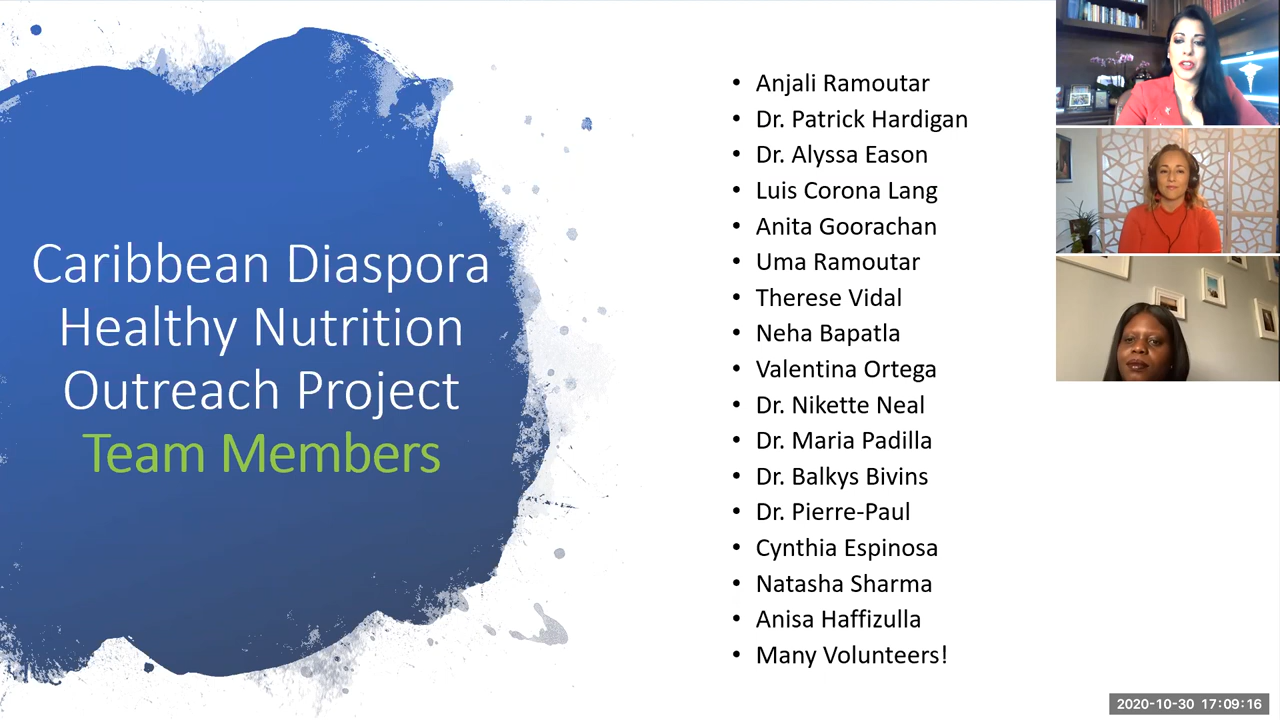 Caribbean Diaspora
Healthy Nutrition
Outreach Project
Team Members
• Anjali Ramoutar
• Dr. Patrick Hardigan
• Dr. Alyssa Eason
• Luis Corona Lang
• Anita Goorachan
• Uma Ramoutar
• Therese Vidal
• Neha Bapatla
• Valentina Ortega
• Dr. Nikette Neal
• Dr. Maria Padilla
• Dr. Balkys Bivins
• Dr. Pierre-Paul
• Cynthia Espinosa
• Natasha Sharma
• Anisa Haffizulla
• Many Volunteers!
2020-10-30 17:09:16